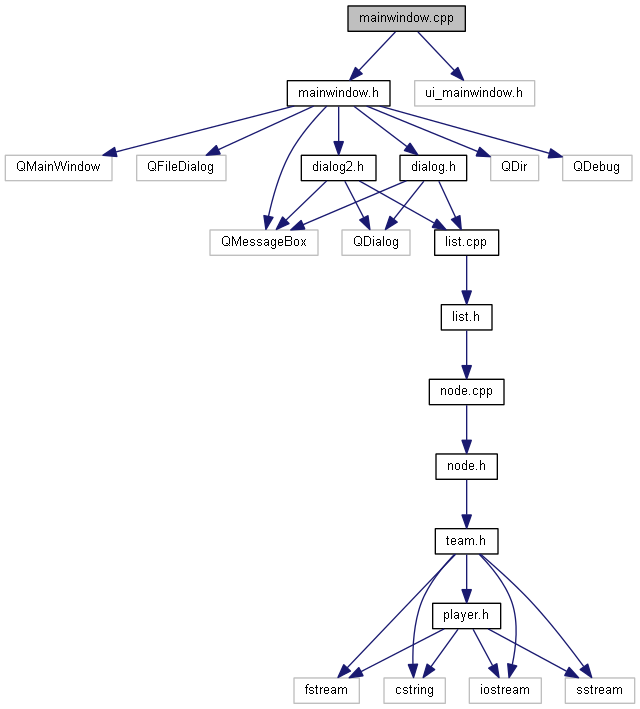 mainwindow.cpp
mainwindow.h
ui_mainwindow.h
QMainWindow
QFileDialog
dialog2.h
dialog.h
QDir
QDebug
QMessageBox
QDialog
list.cpp
list.h
node.cpp
node.h
team.h
player.h
fstream
cstring
iostream
sstream